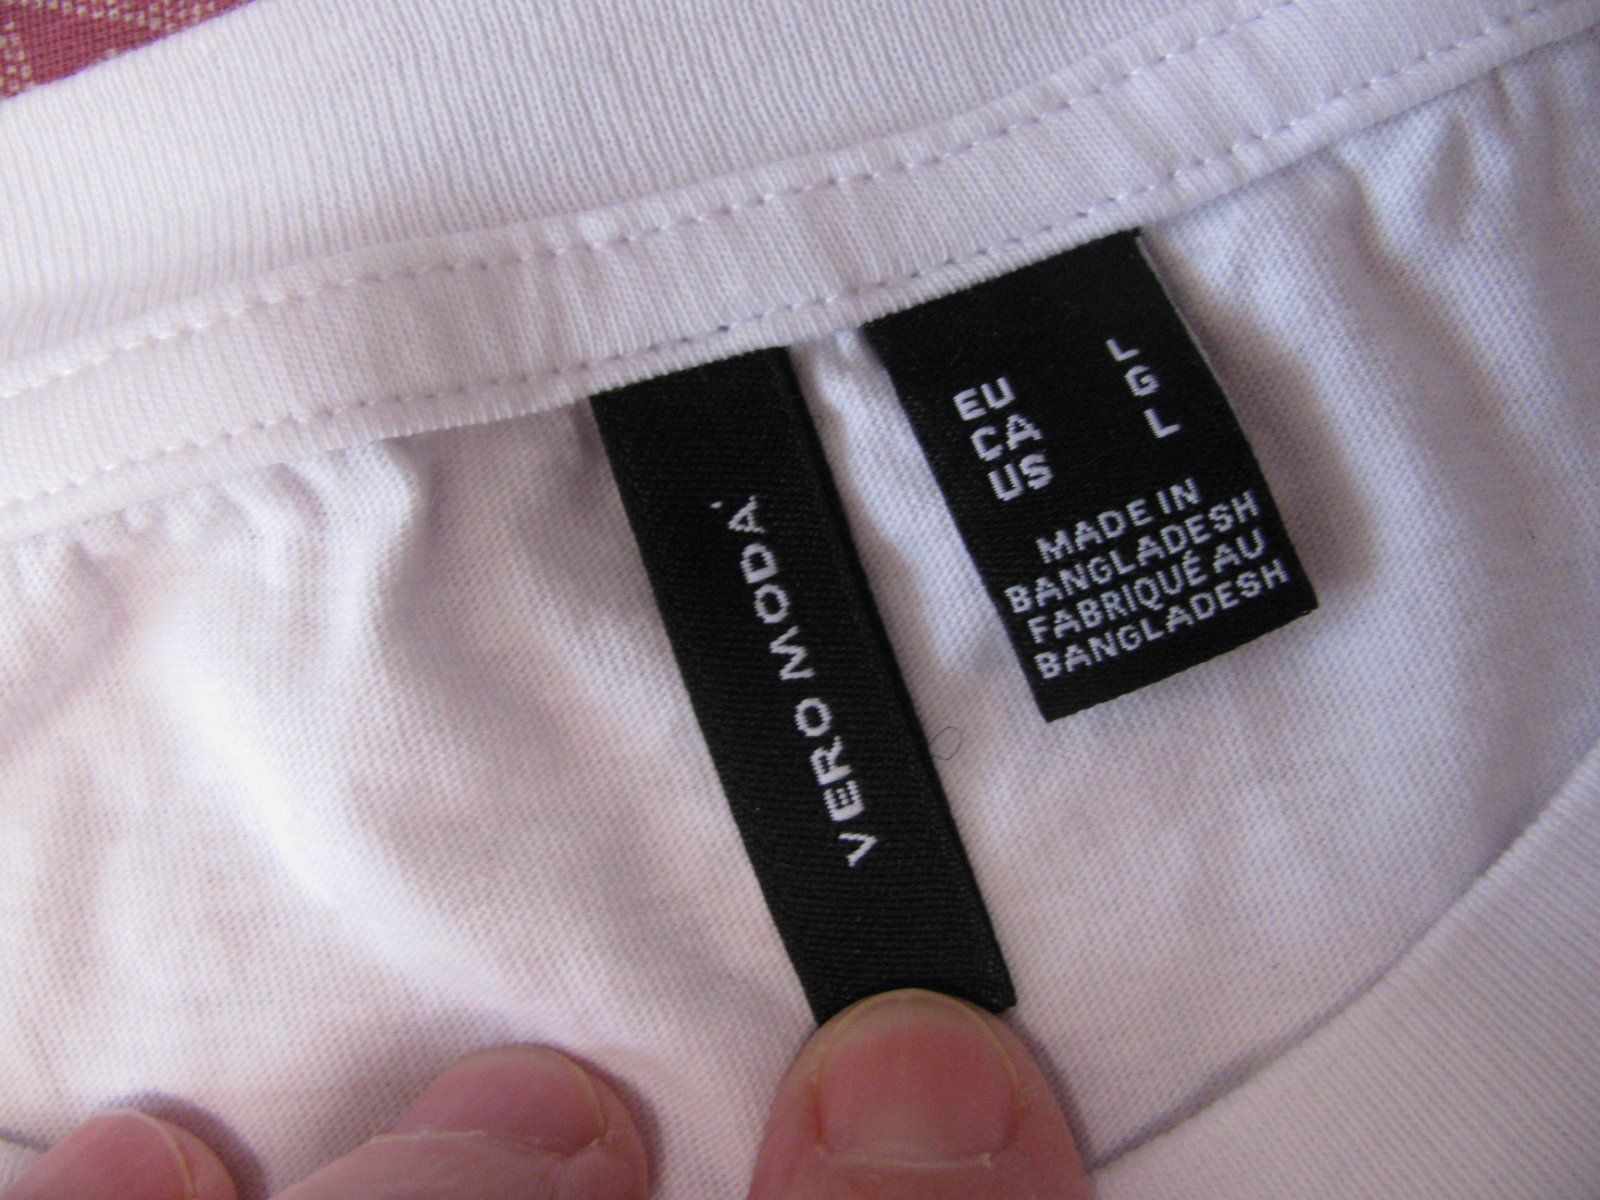 VERO MODA
EU L
CA G
US L
MADE IN
BANGLADESH
FABRIQUÉ AU
BANGLADESH